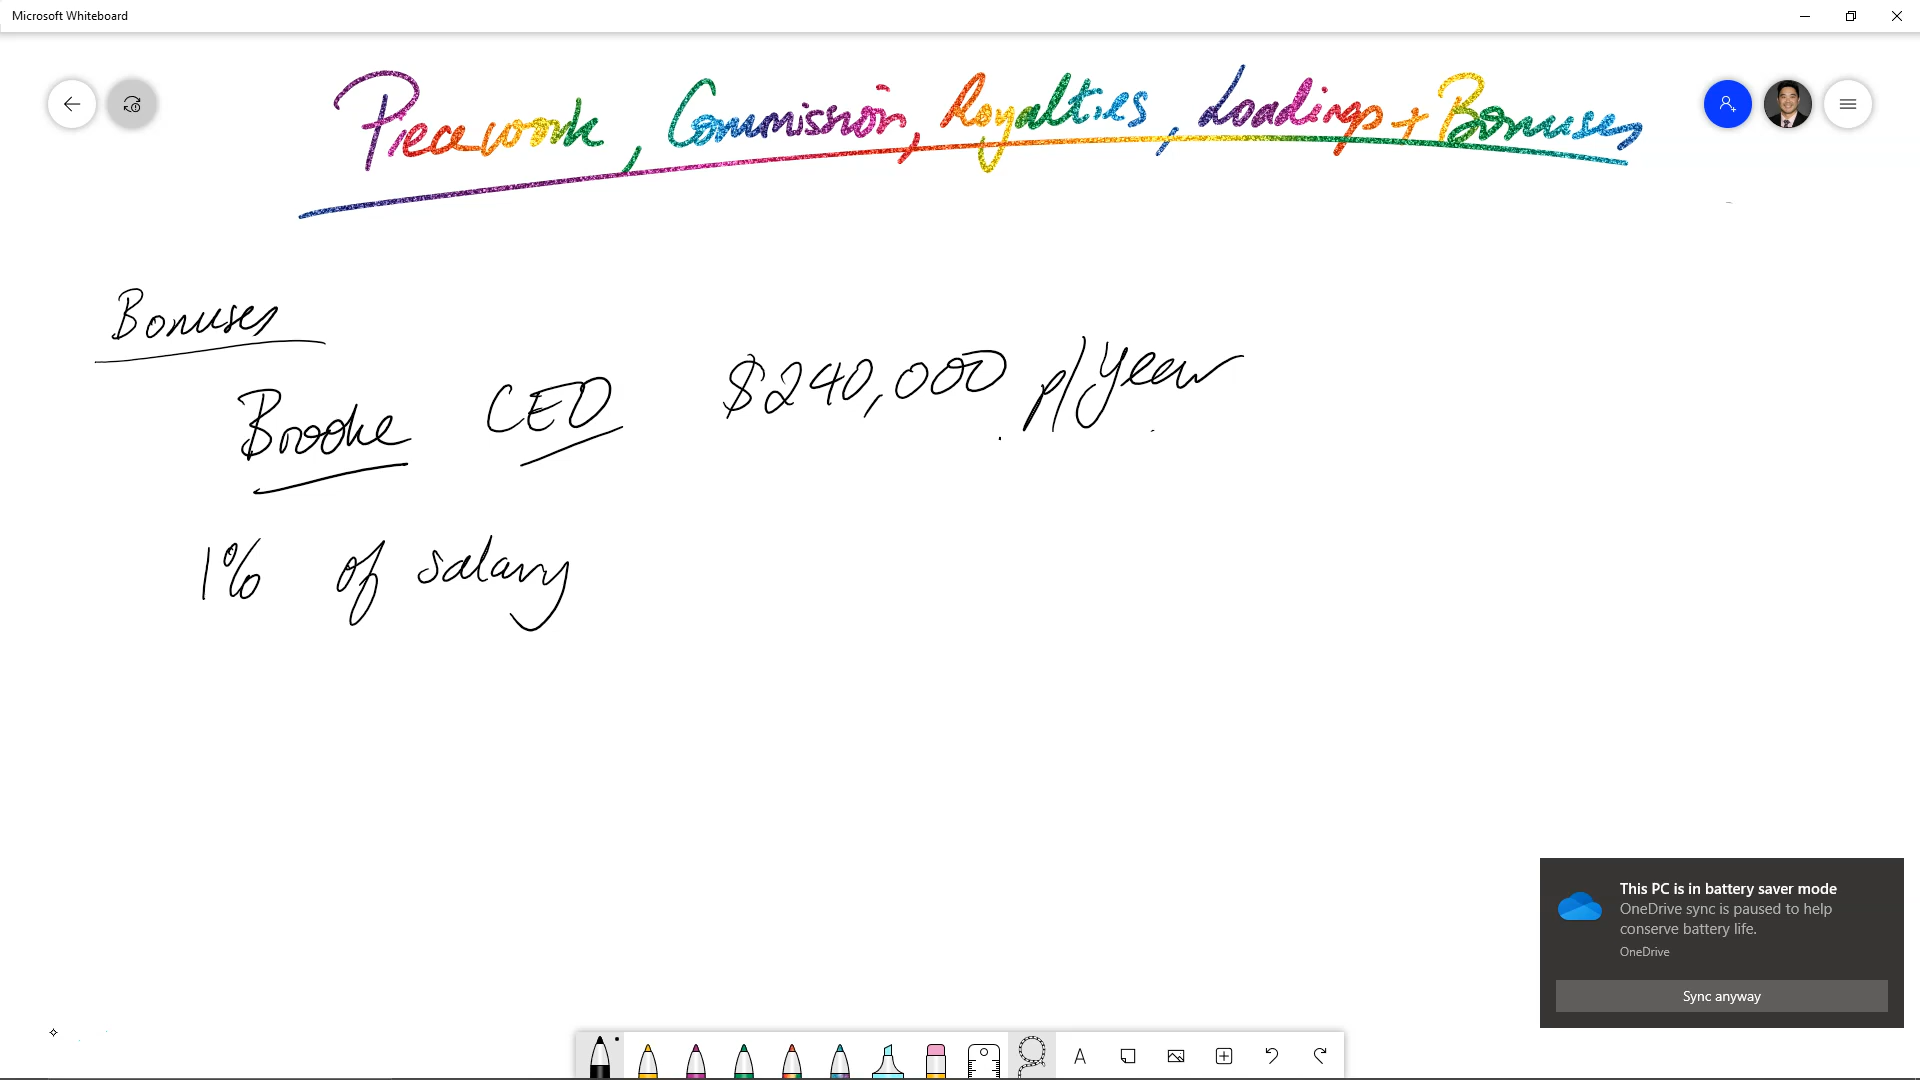 Microsoft Whiteboard
Piecework, Commission, Royalties, Loadings + Bonuses
Bonuses
Brooke CEO $240,000 p/year
1% of salary
This PC is in battery saver mode
OneDrive sync is paused to help
conserve battery life.
OneDrive
Sync anyway